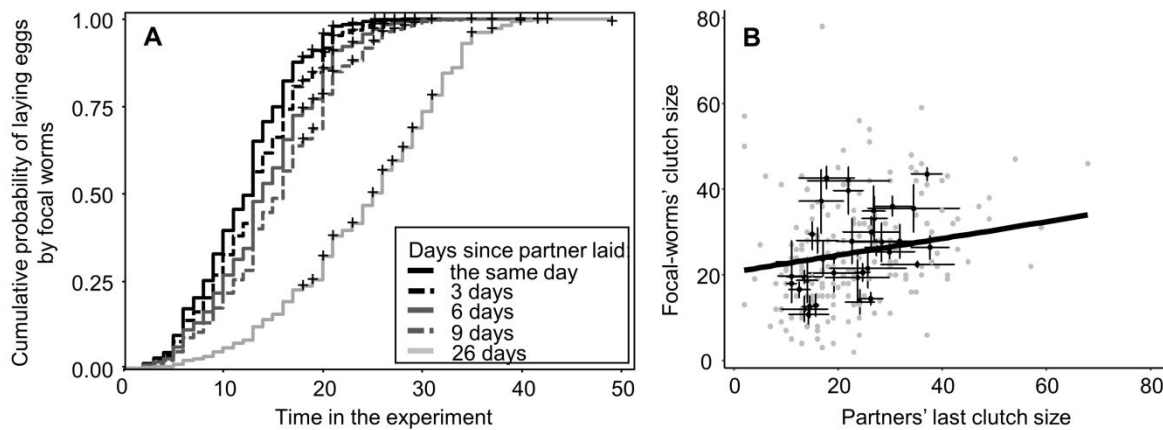 A
Cumulative probability of laying eggs
by focal worms
1.00
0.75
0.50
0.25
0.00
0
10
20
30
40
50
Time in the experiment
Days since partner laid:
the same day
3 days
6 days
9 days
26 days
B
Focal-worms' clutch size
80
60
40
20
0
0
20
40
60
80
Partners' last clutch size